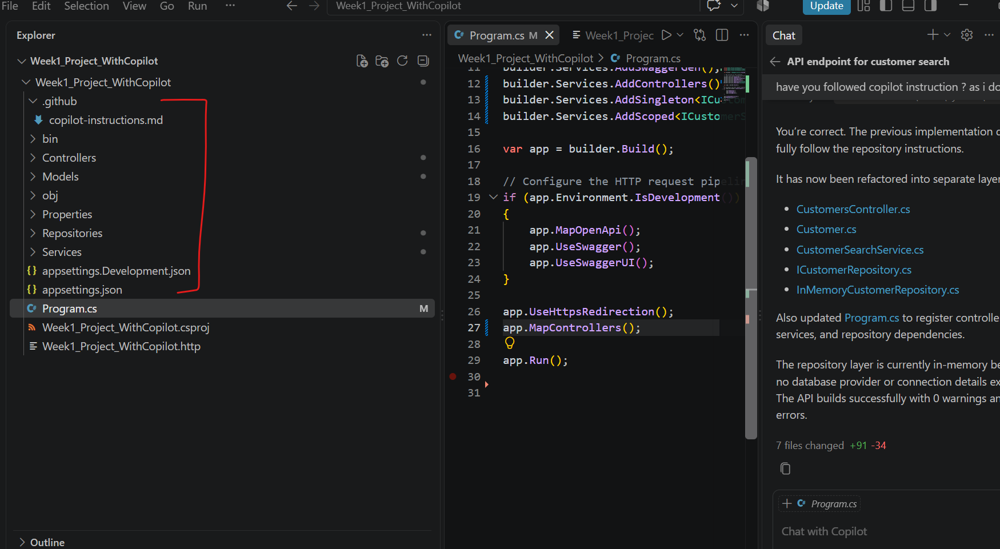 File Edit Selection View Go Run ···
Week1_Project_WithCopilot
Update
Explorer
Week1_Project_WithCopilot
Week1_Project_WithCopilot
.github
copilot-instructions.md
bin
Controllers
Models
obj
Properties
Repositories
Services
{} appsettings.Development.json
{} appsettings.json
C# Program.cs M
Week1_Project_WithCopilot.csproj
Week1_Project_WithCopilot.http
Outline
C# Program.cs M
Week1_Projec
Week1_Project_WithCopilot > C# Program.cs
11 builder.Services.AddSwaggerGen();
12 builder.Services.AddControllers()
13 builder.Services.AddSingleton<ICustom
14 builder.Services.AddScoped<ICustomerS
15
16 var app = builder.Build();
17
18 // Configure the HTTP request pipelin
19 if (app.Environment.IsDevelopment())
20 {
21 app.MapOpenApi();
22 app.UseSwagger();
23 app.UseSwaggerUI();
24 }
25
26 app.UseHttpsRedirection();
27 app.MapControllers();
28
29 app.Run();
30
31
Chat
API endpoint for customer search
have you followed copilot instruction ? as i do
You’re correct. The previous implementation
fully follow the repository instructions.
It has now been refactored into separate layer
• CustomersController.cs
• Customer.cs
• CustomerSearchService.cs
• ICustomerRepository.cs
• InMemoryCustomerRepository.cs
Also updated Program.cs to register controlle
services, and repository dependencies.
The repository layer is currently in-memory be
no database provider or connection details ex
The API builds successfully with 0 warnings an
errors.
7 files changed +91 -34
C# Program.cs
Chat with Copilot